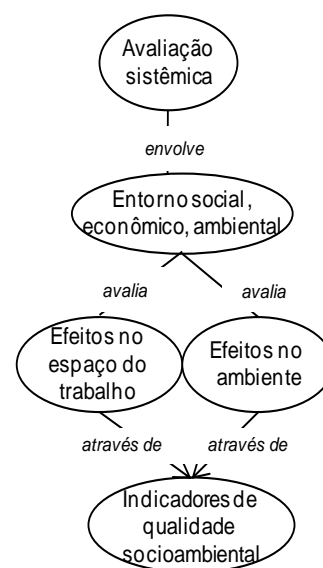 Avaliação
sistêmica
envolve
Entorno social,
econômico, ambiental
avalia
avalia
Efeitos no
espaço do
trabalho
Efeitos no
ambiente
através de
através de
Indicadores de
qualidade
socioambiental